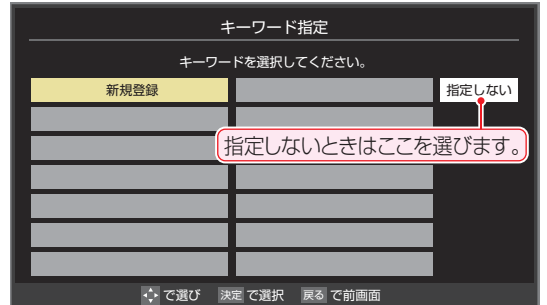 キーワード指定
キーワードを選択してください。
新規登録
指定しない
指定しないときはここを選びます。
で選び 決定 で選択 戻る で前画面